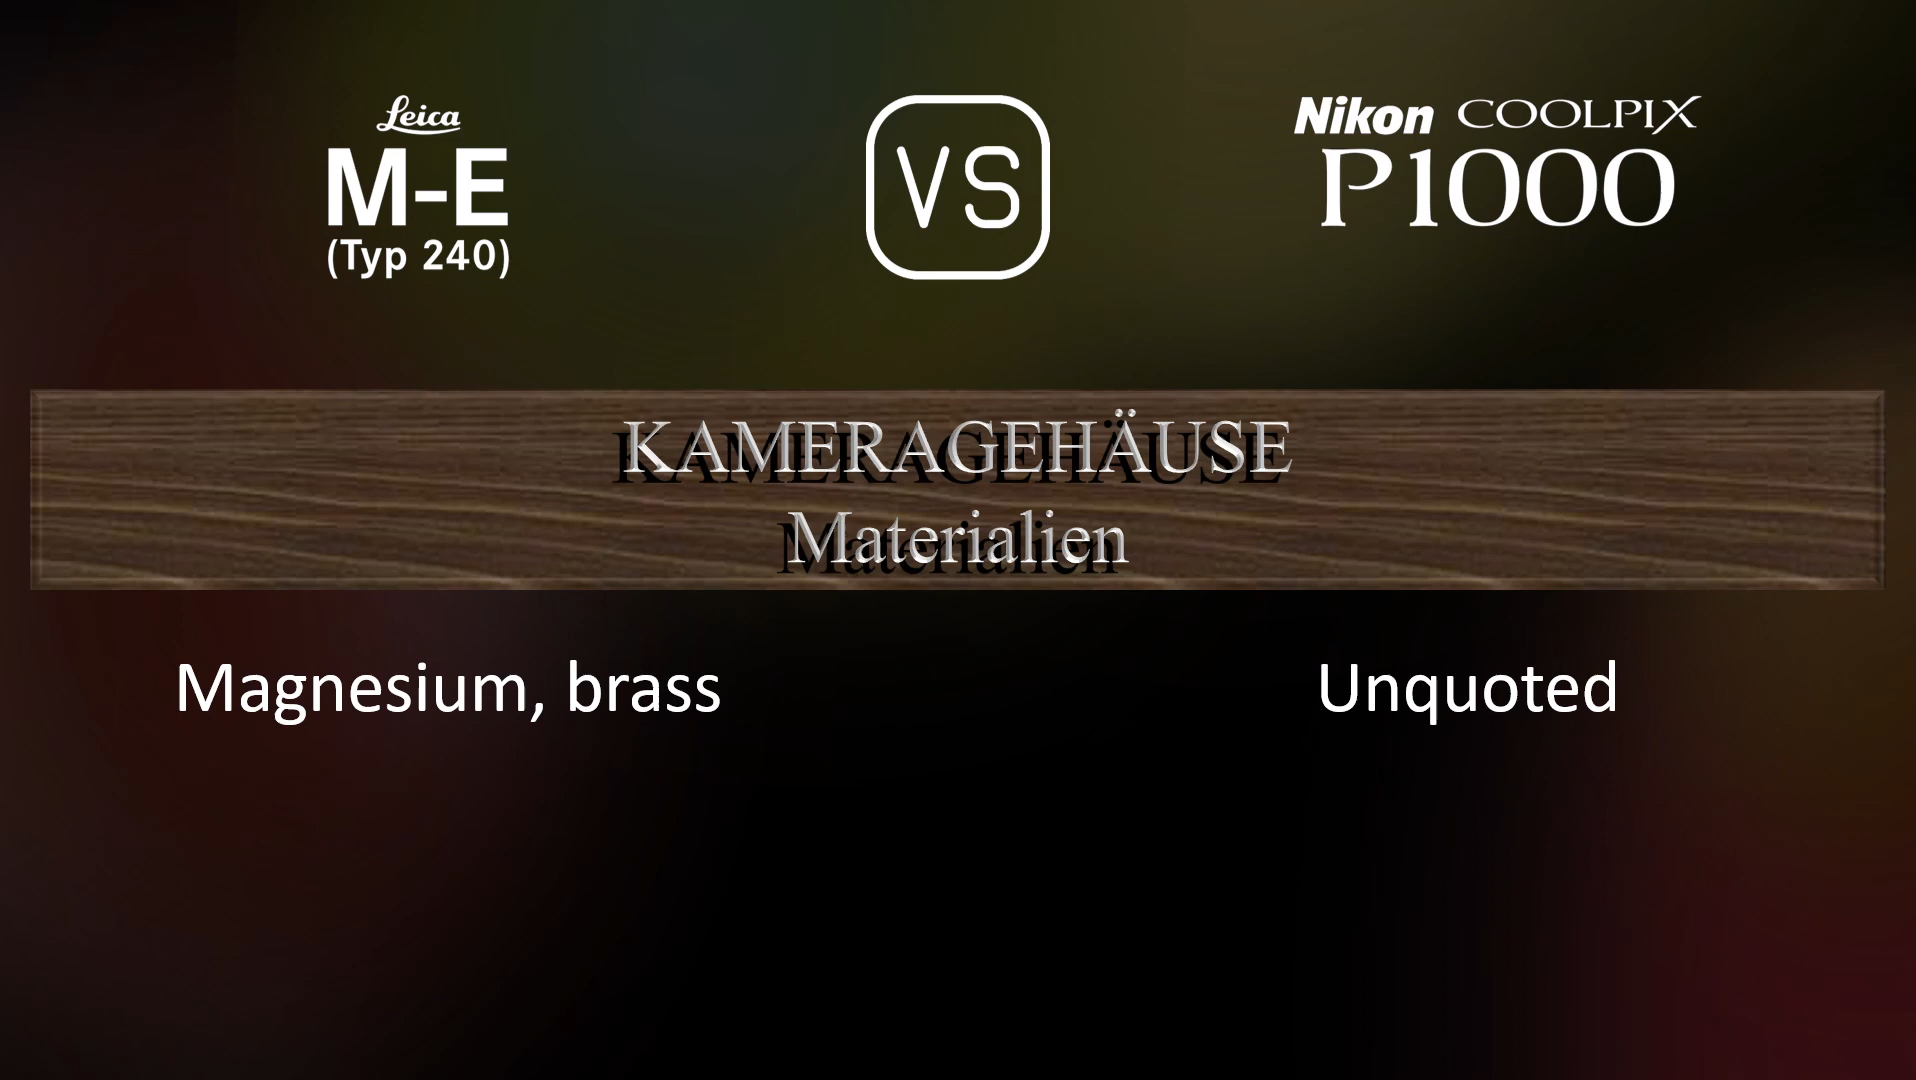 Leica
M-E
(Typ 240)
VS
Nikon COOLPIX
P1000
KAMERAGEHÄUSE
Materialien
Magnesium, brass
Unquoted